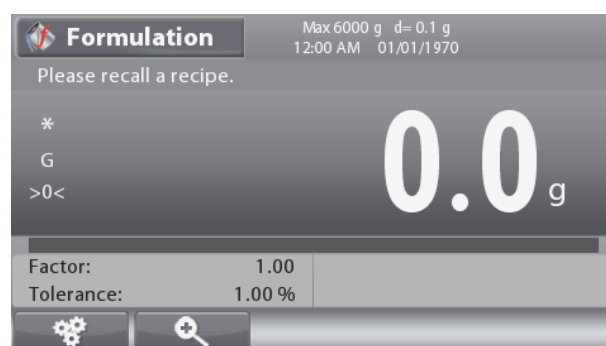 Formulation
Max 6000 g d= 0.1 g
12:00 AM 01/01/1970
Please recall a recipe.
*
G
>0<
0.0 g
Factor: 1.00
Tolerance: 1.00 %